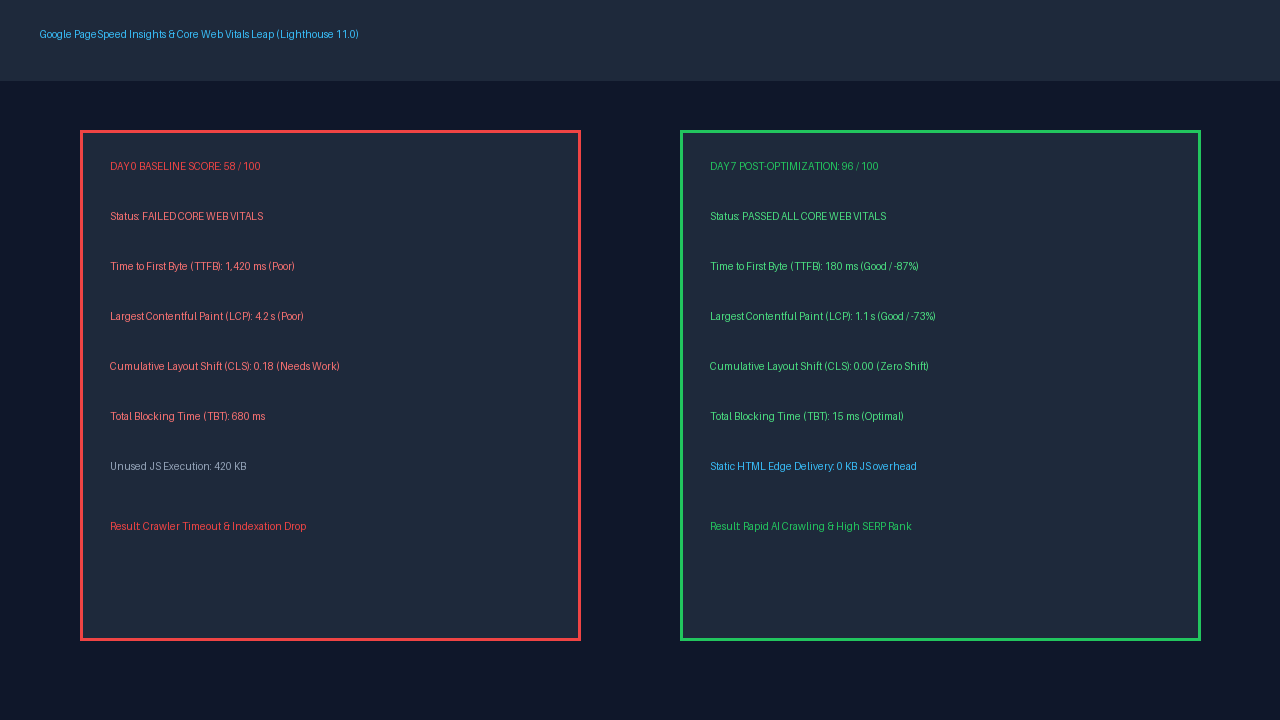 Google PageSpeed Insights & Core Web Vitals Leap (Lighthouse 11.0)
DAY 0 BASELINE SCORE: 58 / 100
Status: FAILED CORE WEB VITALS
Time to First Byte (TTFB): 1,420 ms (Poor)
Largest Contentful Paint (LCP): 4.2 s (Poor)
Cumulative Layout Shift (CLS): 0.18 (Needs Work)
Total Blocking Time (TBT): 680 ms
Unused JS Execution: 420 KB
Result: Crawler Timeout & Indexation Drop
DAY 7 POST-OPTIMIZATION: 96 / 100
Status: PASSED ALL CORE WEB VITALS
Time to First Byte (TTFB): 180 ms (Good / -87%)
Largest Contentful Paint (LCP): 1.1 s (Good / -73%)
Cumulative Layout Shift (CLS): 0.00 (Zero Shift)
Total Blocking Time (TBT): 15 ms (Optimal)
Static HTML Edge Delivery: 0 KB JS overhead
Result: Rapid AI Crawling & High SERP Rank